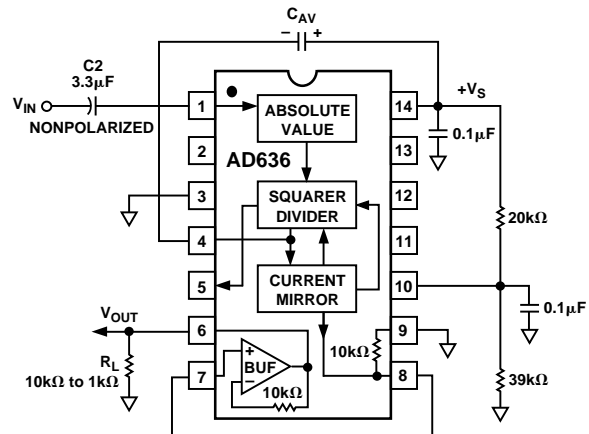 C_AV
− +
C2
3.3μF
V_IN
NONPOLARIZED
+V_S
0.1μF
1
2
3
4
5
6
7
14
13
12
11
10
9
8
ABSOLUTE
VALUE
AD636
SQUARER
DIVIDER
CURRENT
MIRROR
20kΩ
0.1μF
39kΩ
V_OUT
R_L
10kΩ to 1kΩ
+
BUF
−
10kΩ
10kΩ